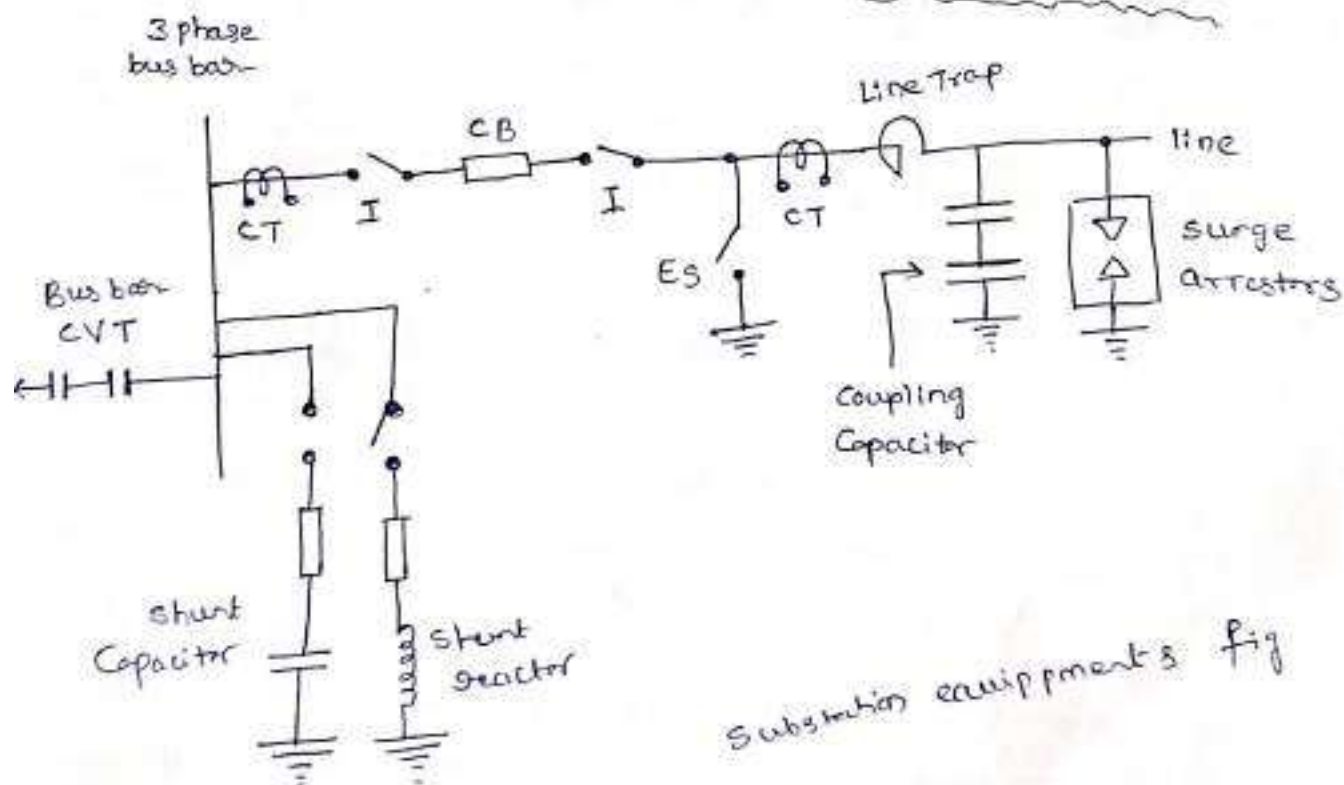 3 phase
bus bar
CB
Line Trap
line
CT
I
I
CT
ES
surge
arrestors
Bus bar
CVT
Coupling
Capacitor
Shunt
Capacitor
Shunt
reactor
Substation equippments fig